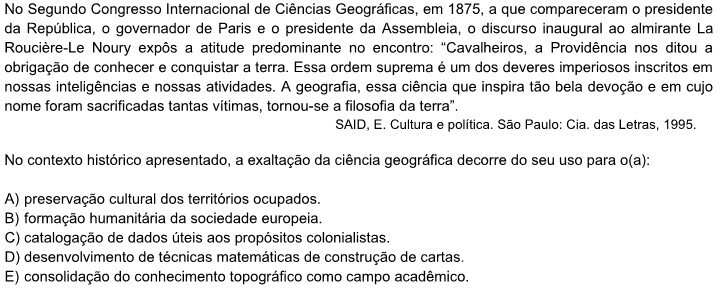 No Segundo Congresso Internacional de Ciências Geográficas, em 1875, a que compareceram o presidente
da República, o governador de Paris e o presidente da Assembleia, o discurso inaugural ao almirante La
Roucière-Le Noury expôs a atitude predominante no encontro: “Cavalheiros, a Providência nos ditou a
obrigação de conhecer e conquistar a terra. Essa ordem suprema é um dos deveres imperiosos inscritos em
nossas inteligências e nossas atividades. A geografia, essa ciência que inspira tão bela devoção e em cujo
nome foram sacrificadas tantas vítimas, tornou-se a filosofia da terra”.
SAID, E. Cultura e política. São Paulo: Cia. das Letras, 1995.
No contexto histórico apresentado, a exaltação da ciência geográfica decorre do seu uso para o(a):
A) preservação cultural dos territórios ocupados.
B) formação humanitária da sociedade europeia.
C) catalogação de dados úteis aos propósitos colonialistas.
D) desenvolvimento de técnicas matemáticas de construção de cartas.
E) consolidação do conhecimento topográfico como campo acadêmico.